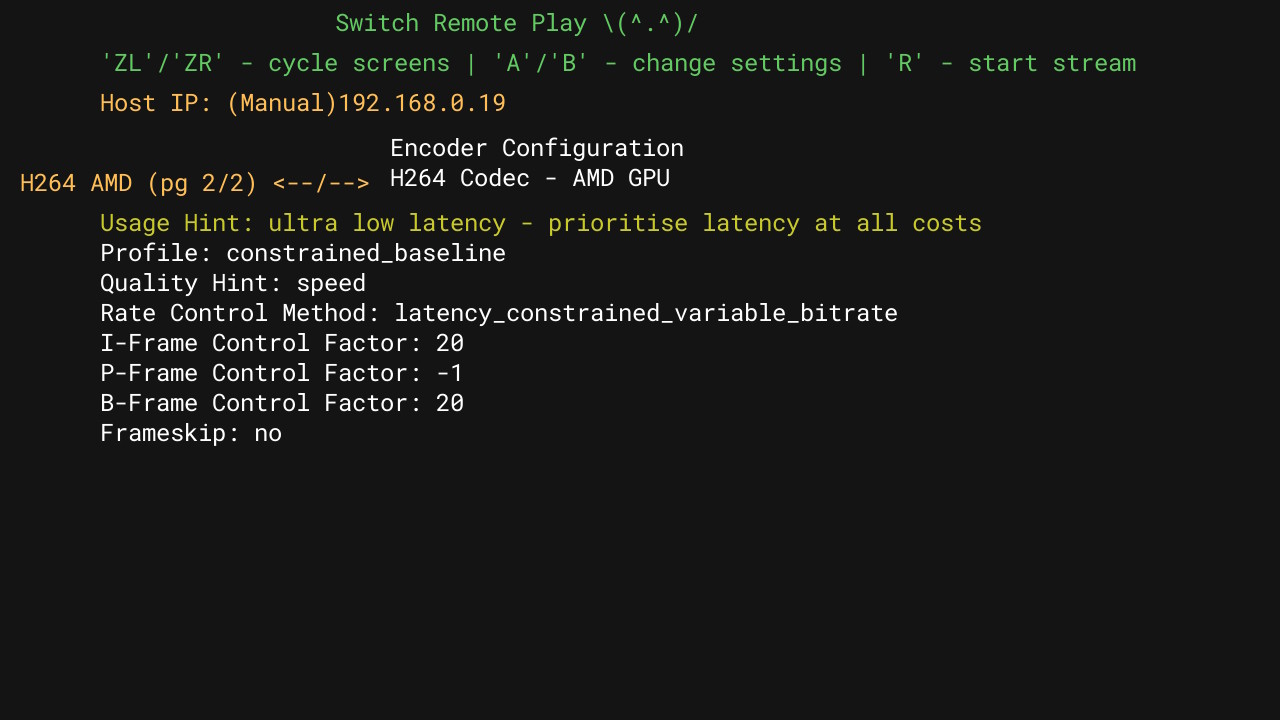 Switch Remote Play \(^.^)/
'ZL'/'ZR' - cycle screens | 'A'/'B' - change settings | 'R' - start stream
Host IP: (Manual)192.168.0.19
Encoder Configuration
H264 AMD (pg 2/2) <--/--> H264 Codec - AMD GPU
Usage Hint: ultra low latency - prioritise latency at all costs
Profile: constrained_baseline
Quality Hint: speed
Rate Control Method: latency_constrained_variable_bitrate
I-Frame Control Factor: 20
P-Frame Control Factor: -1
B-Frame Control Factor: 20
Frameskip: no